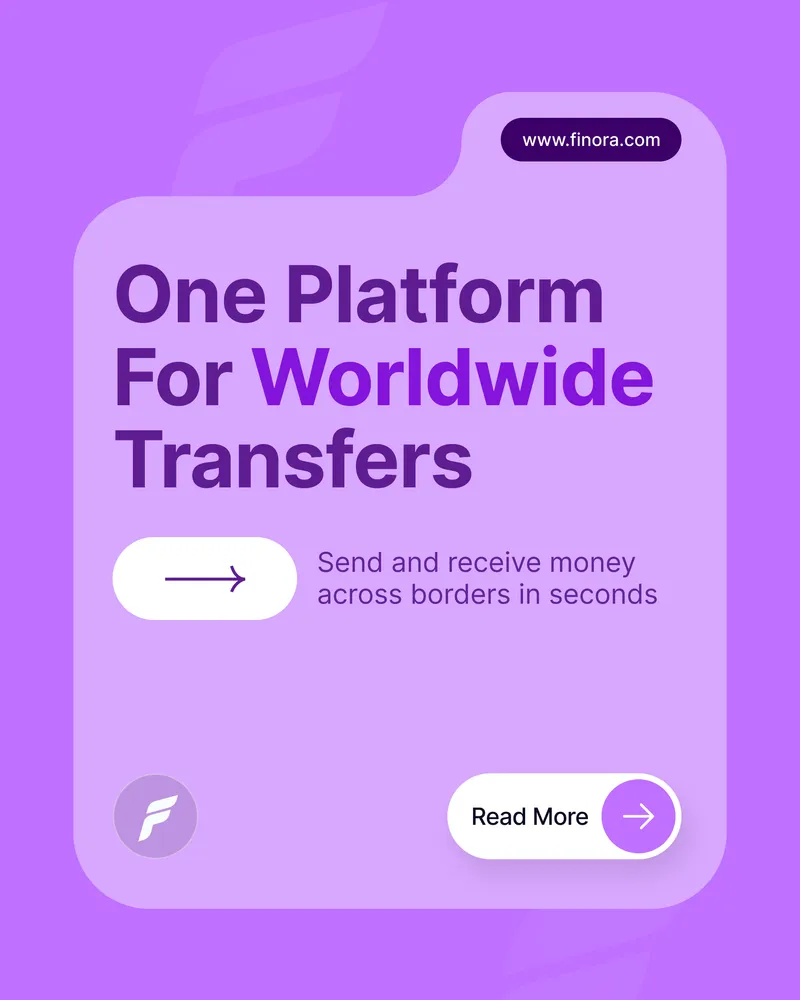 www.finora.com
One Platform
For Worldwide
Transfers
Send and receive money
across borders in seconds
Read More